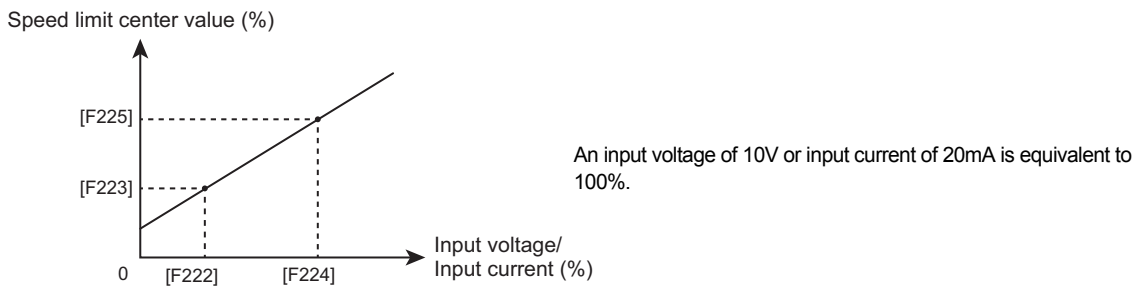 Speed limit center value (%)
[F225]
[F223]
An input voltage of 10V or input current of 20mA is equivalent to
100%.
0
[F222]
[F224]
Input voltage/
Input current (%)